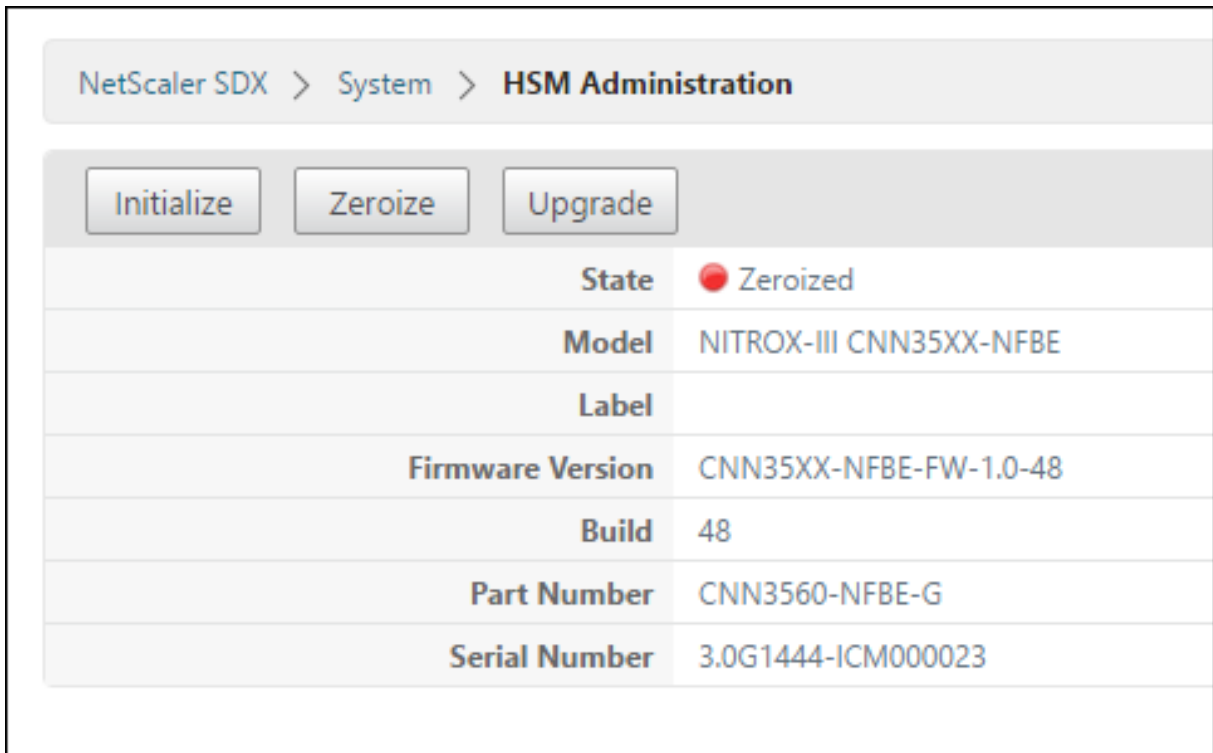 NetScaler SDX > System > HSM Administration
Initialize Zeroize Upgrade
State Zeroized
Model NITROX-III CNN35XX-NFBE
Label
Firmware Version CNN35XX-NFBE-FW-1.0-48
Build 48
Part Number CNN3560-NFBE-G
Serial Number 3.0G1444-ICM000023